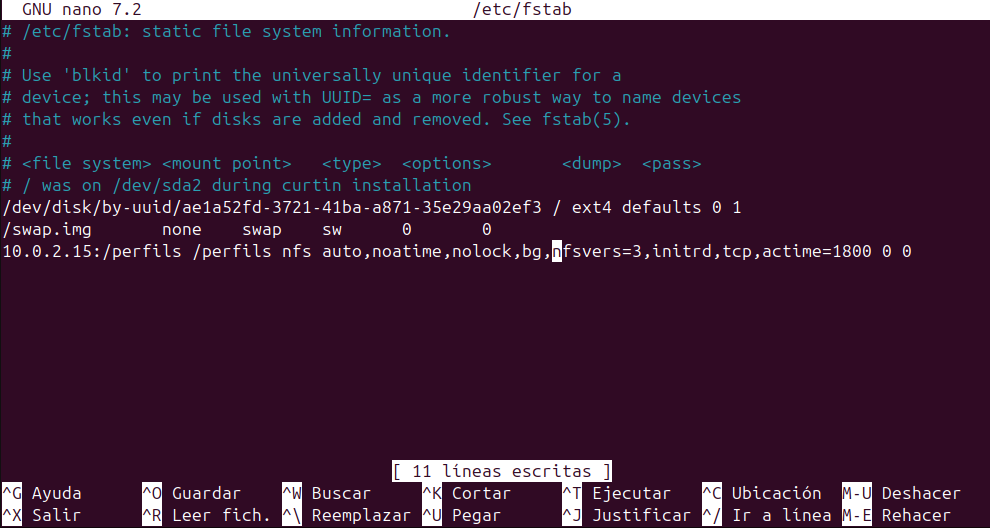 GNU nano 7.2 /etc/fstab
# /etc/fstab: static file system information.
#
# Use 'blkid' to print the universally unique identifier for a
# device; this may be used with UUID= as a more robust way to name devices
# that works even if disks are added and removed. See fstab(5).
#
# <file system> <mount point>   <type>  <options>       <dump>  <pass>
# / was on /dev/sda2 during curtin installation
/dev/disk/by-uuid/ae1a52fd-3721-41ba-a871-35e29aa02ef3 / ext4 defaults 0 1
/swap.img       none    swap    sw      0       0
10.0.2.15:/perfils /perfils nfs auto,noatime,nolock,bg,nfsvers=3,initrd,tcp,actime=1800 0 0
[ 11 líneas escritas ]
^G Ayuda ^O Guardar ^W Buscar ^K Cortar ^T Ejecutar ^C Ubicación M-U Deshacer
^X Salir ^R Leer fich. ^\ Reemplazar ^U Pegar ^J Justificar ^/ Ir a línea M-E Rehacer